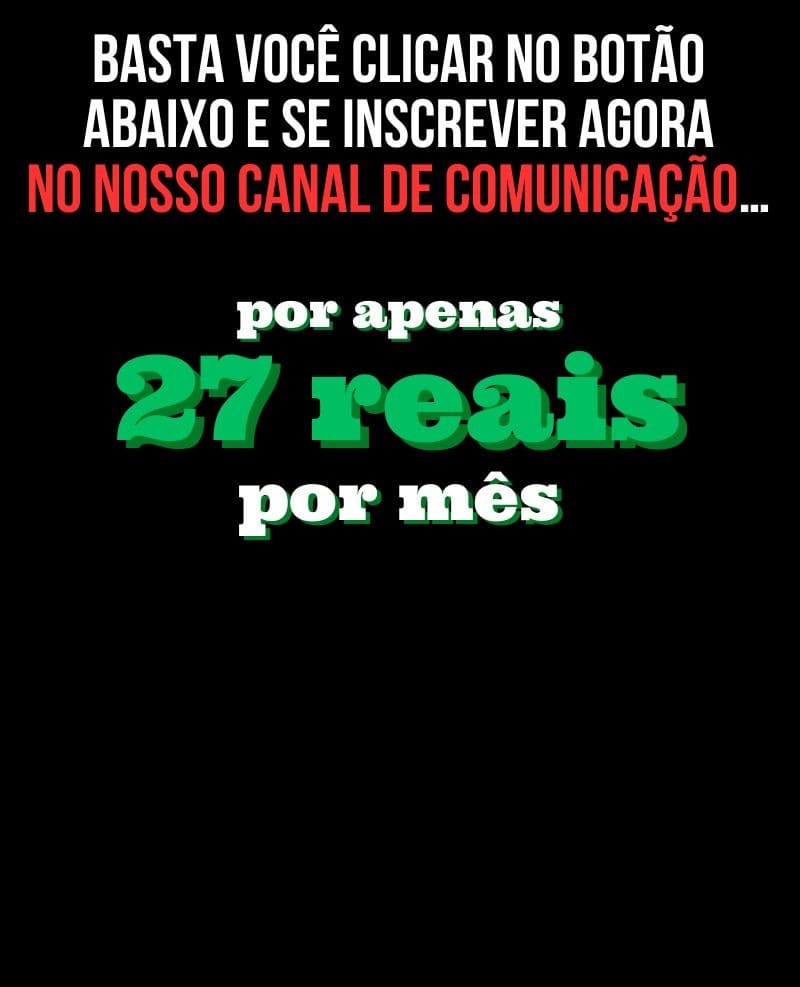 BASTA VOCÊ CLICAR NO BOTÃO
ABAIXO E SE INSCREVER AGORA
NO NOSSO CANAL DE COMUNICAÇÃO...
por apenas
27 reais
por mês